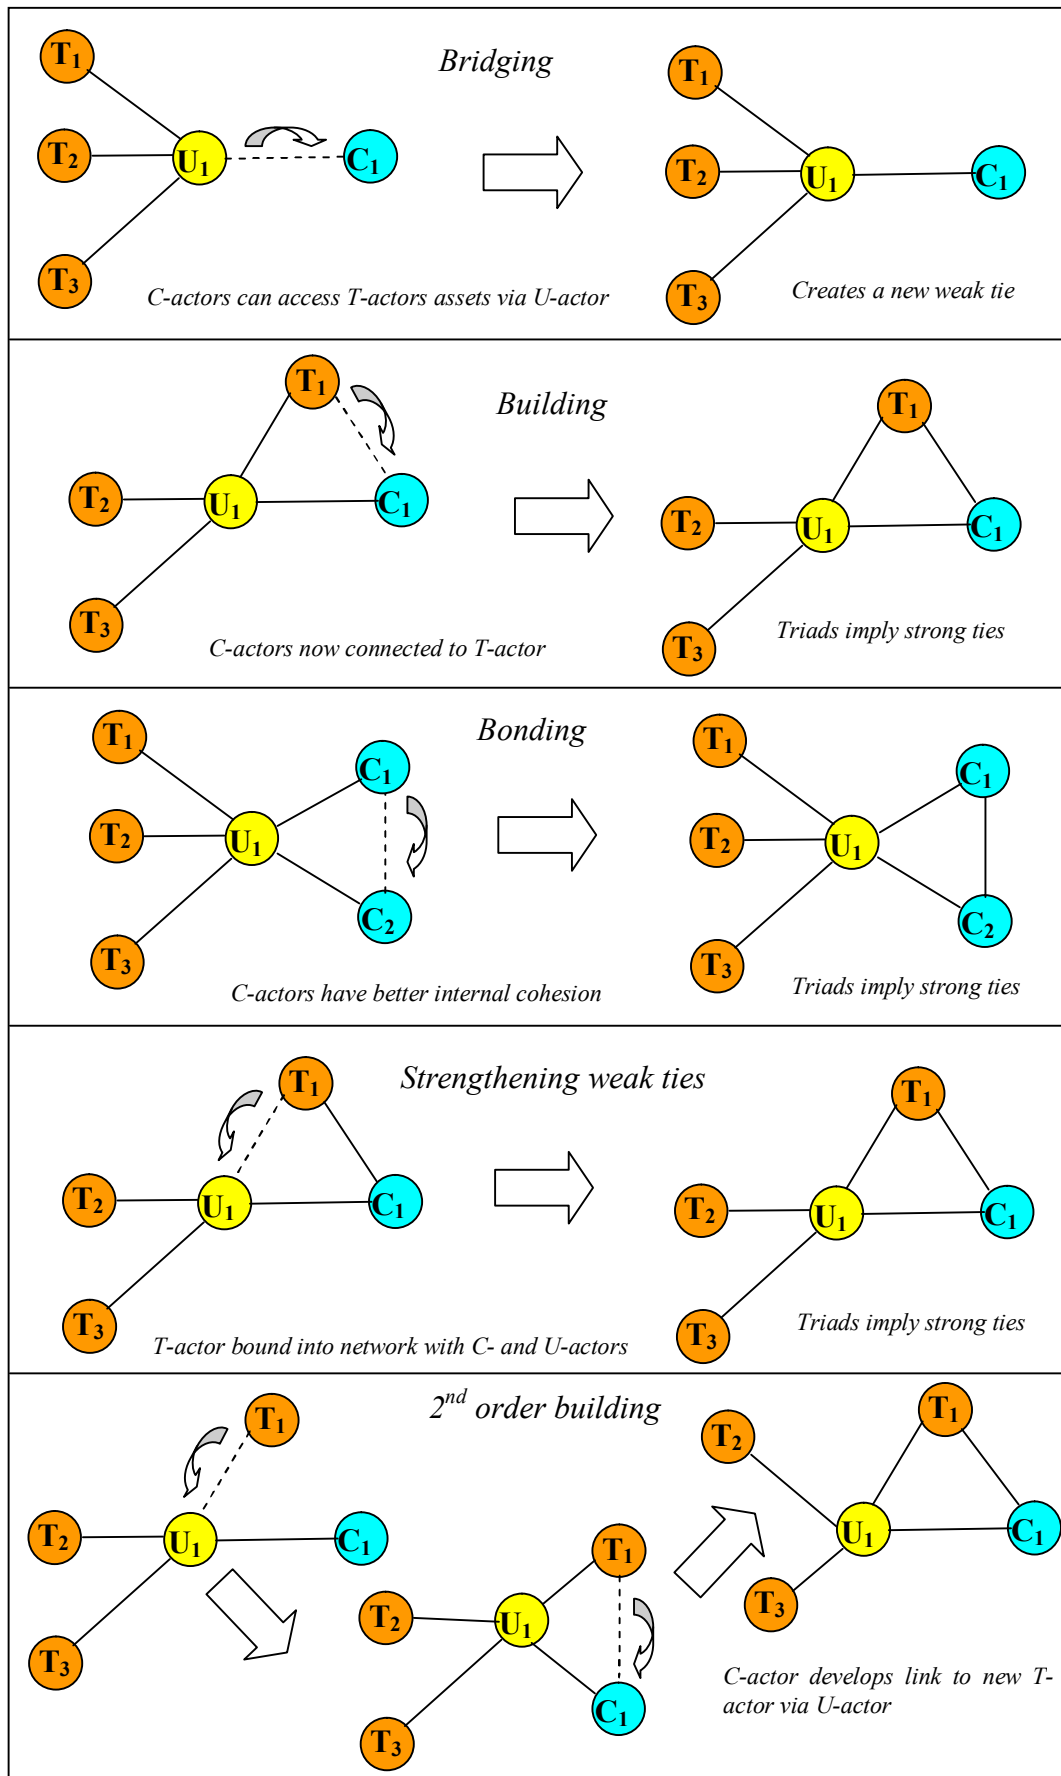 Bridging
T1
T2
T3
U1
C1
T1
T2
T3
U1
C1
C-actors can access T-actors assets via U-actor
Creates a new weak tie
Building
T1
T2
T3
U1
C1
T1
T2
T3
U1
C1
C-actors now connected to T-actor
Triads imply strong ties
Bonding
T1
T2
T3
U1
C1
C2
T1
T2
T3
U1
C1
C2
C-actors have better internal cohesion
Triads imply strong ties
Strengthening weak ties
T1
T2
T3
U1
C1
T1
T2
T3
U1
C1
T-actor bound into network with C- and U-actors
Triads imply strong ties
2nd order building
T1
T2
T3
U1
C1
T1
T2
T3
U1
C1
T1
T2
T3
U1
C1
C-actor develops link to new T-
actor via U-actor